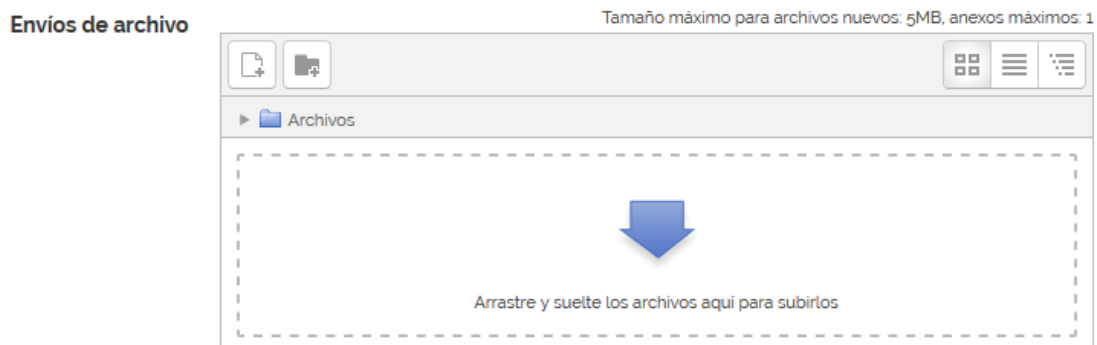 Envíos de archivo
Tamaño máximo para archivos nuevos: 5MB, anexos máximos: 1
Archivos
Arrastre y suelte los archivos aquí para subirlos